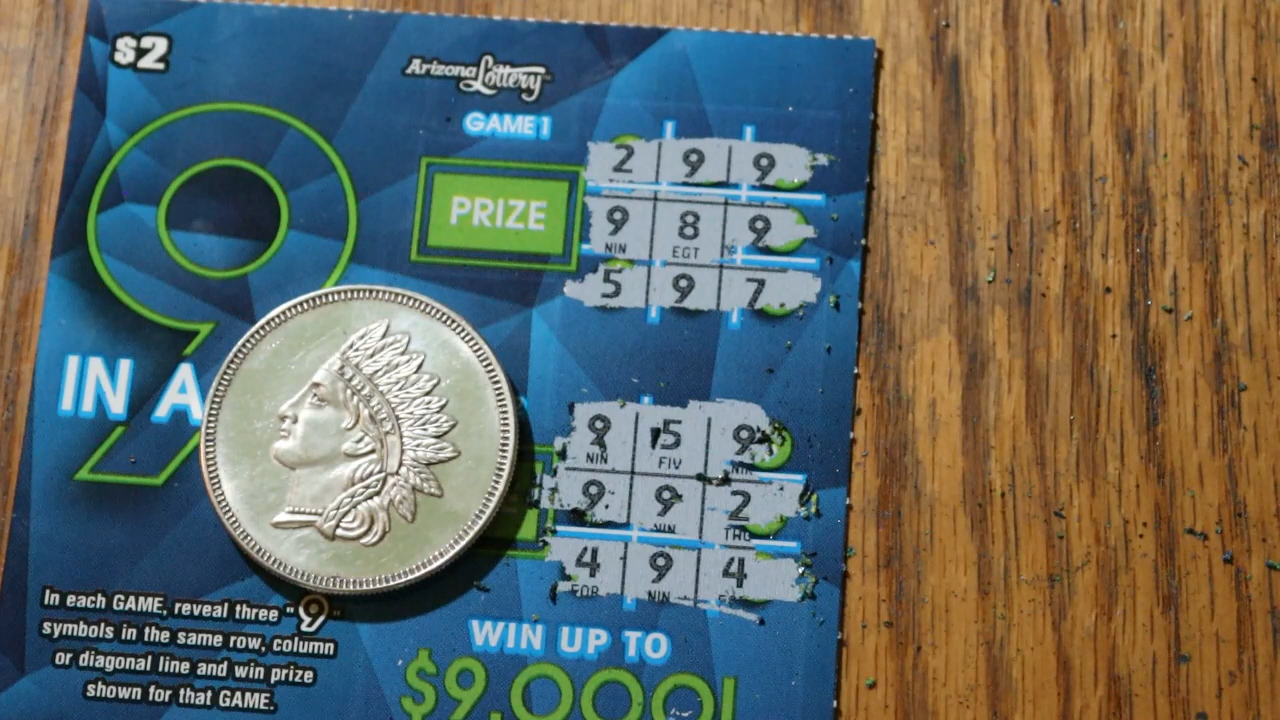 $2
Arizona Lottery
GAME 1
2 9 9
PRIZE
9 8 9
NIN EGT
5 9 7
IN A
9 5 9
NIN FIV NIN
9 9 2
NIN TWO
4 9 4
FOR NIN
In each GAME, reveal three "9"
symbols in the same row, column
or diagonal line and win prize
shown for that GAME.
WIN UP TO
$9,000!
LIBERTY